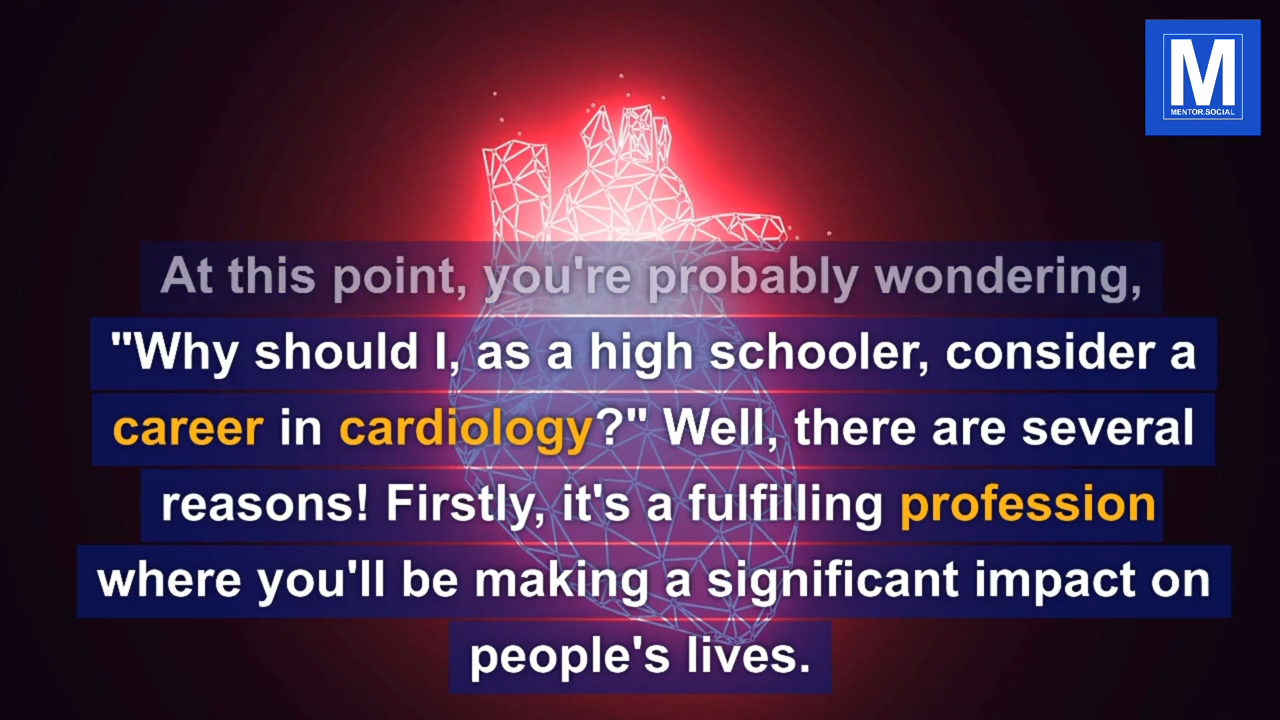 M
MENTOR.SOCIAL
At this point, you're probably wondering,
"Why should I, as a high schooler, consider a
career in cardiology?" Well, there are several
reasons! Firstly, it's a fulfilling profession
where you'll be making a significant impact on
people's lives.